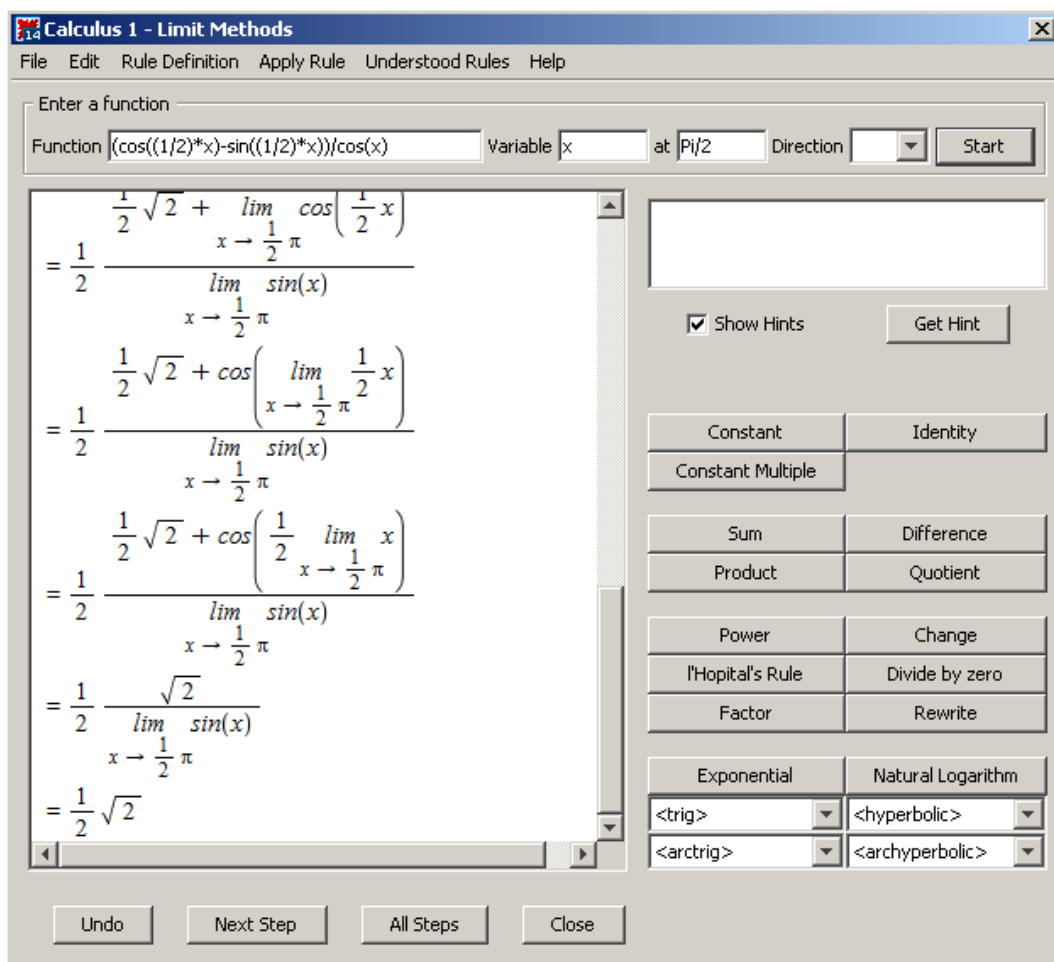 Calculus 1 - Limit Methods
File Edit Rule Definition Apply Rule Understood Rules Help
Enter a function
Function (cos((1/2)*x)-sin((1/2)*x))/cos(x) Variable x at Pi/2 Direction Start
= 1/2 (1/2 √2 + lim x → 1/2 π cos(1/2 x)) / (lim x → 1/2 π sin(x))
= 1/2 (1/2 √2 + cos(lim x → 1/2 π 1/2 x)) / (lim x → 1/2 π sin(x))
= 1/2 (1/2 √2 + cos(1/2 lim x → 1/2 π x)) / (lim x → 1/2 π sin(x))
= 1/2 √2 / (lim x → 1/2 π sin(x))
= 1/2 √2
Show Hints Get Hint
Constant Identity
Constant Multiple
Sum Difference
Product Quotient
Power Change
l'Hopital's Rule Divide by zero
Factor Rewrite
Exponential Natural Logarithm
<trig> <hyperbolic>
<arctrig> <archyperbolic>
Undo Next Step All Steps Close